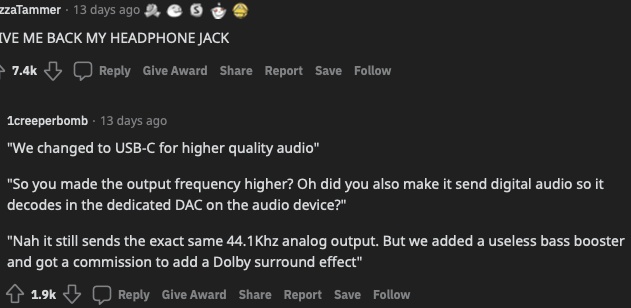 zzaTammer · 13 days ago
IVE ME BACK MY HEADPHONE JACK
7.4k Reply Give Award Share Report Save Follow
1creeperbomb · 13 days ago
"We changed to USB-C for higher quality audio"
"So you made the output frequency higher? Oh did you also make it send digital audio so it
decodes in the dedicated DAC on the audio device?"
"Nah it still sends the exact same 44.1Khz analog output. But we added a useless bass booster
and got a commission to add a Dolby surround effect"
1.9k Reply Give Award Share Report Save Follow